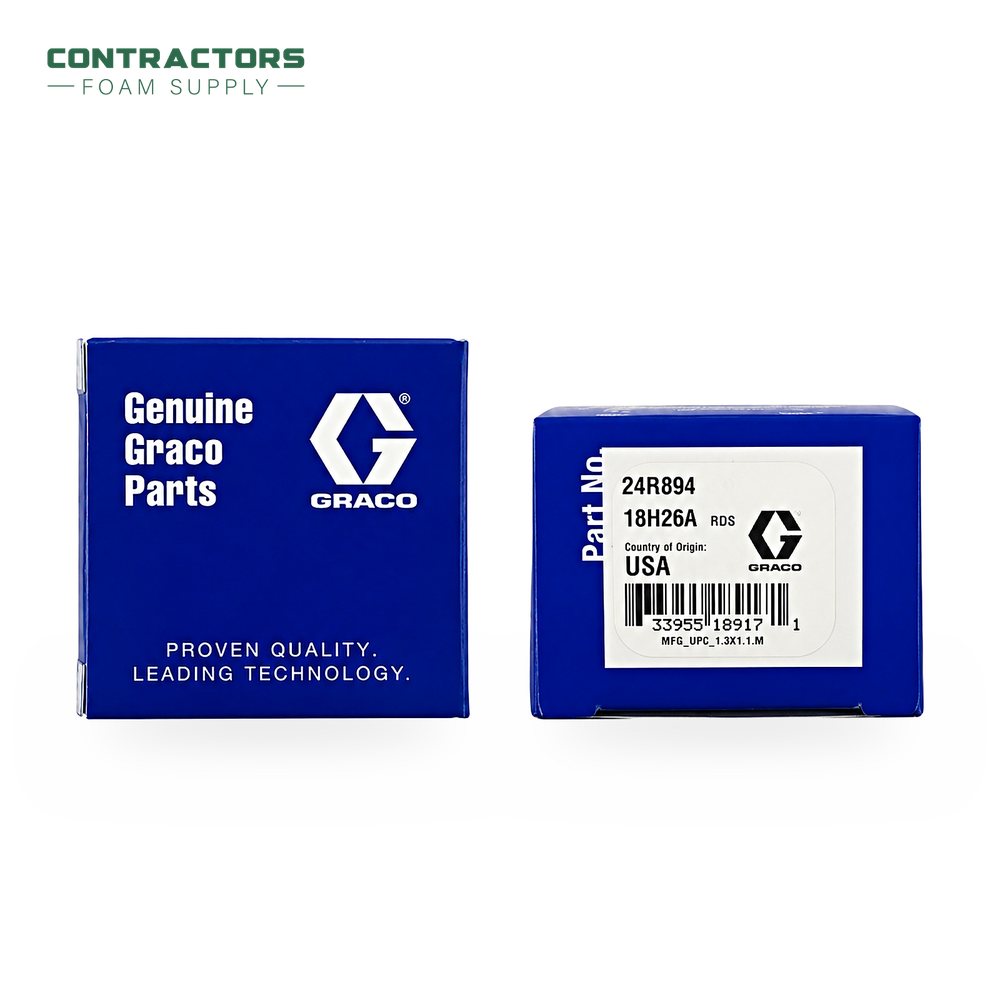 CONTRACTORS
FOAM SUPPLY
Genuine
Graco
Parts
®
GRACO
PROVEN QUALITY.
LEADING TECHNOLOGY.
Part No.
24R894
18H26A RDS
Country of Origin:
USA
GRACO
33955 18917 1
MFG_UPC_1.3X1.1.M